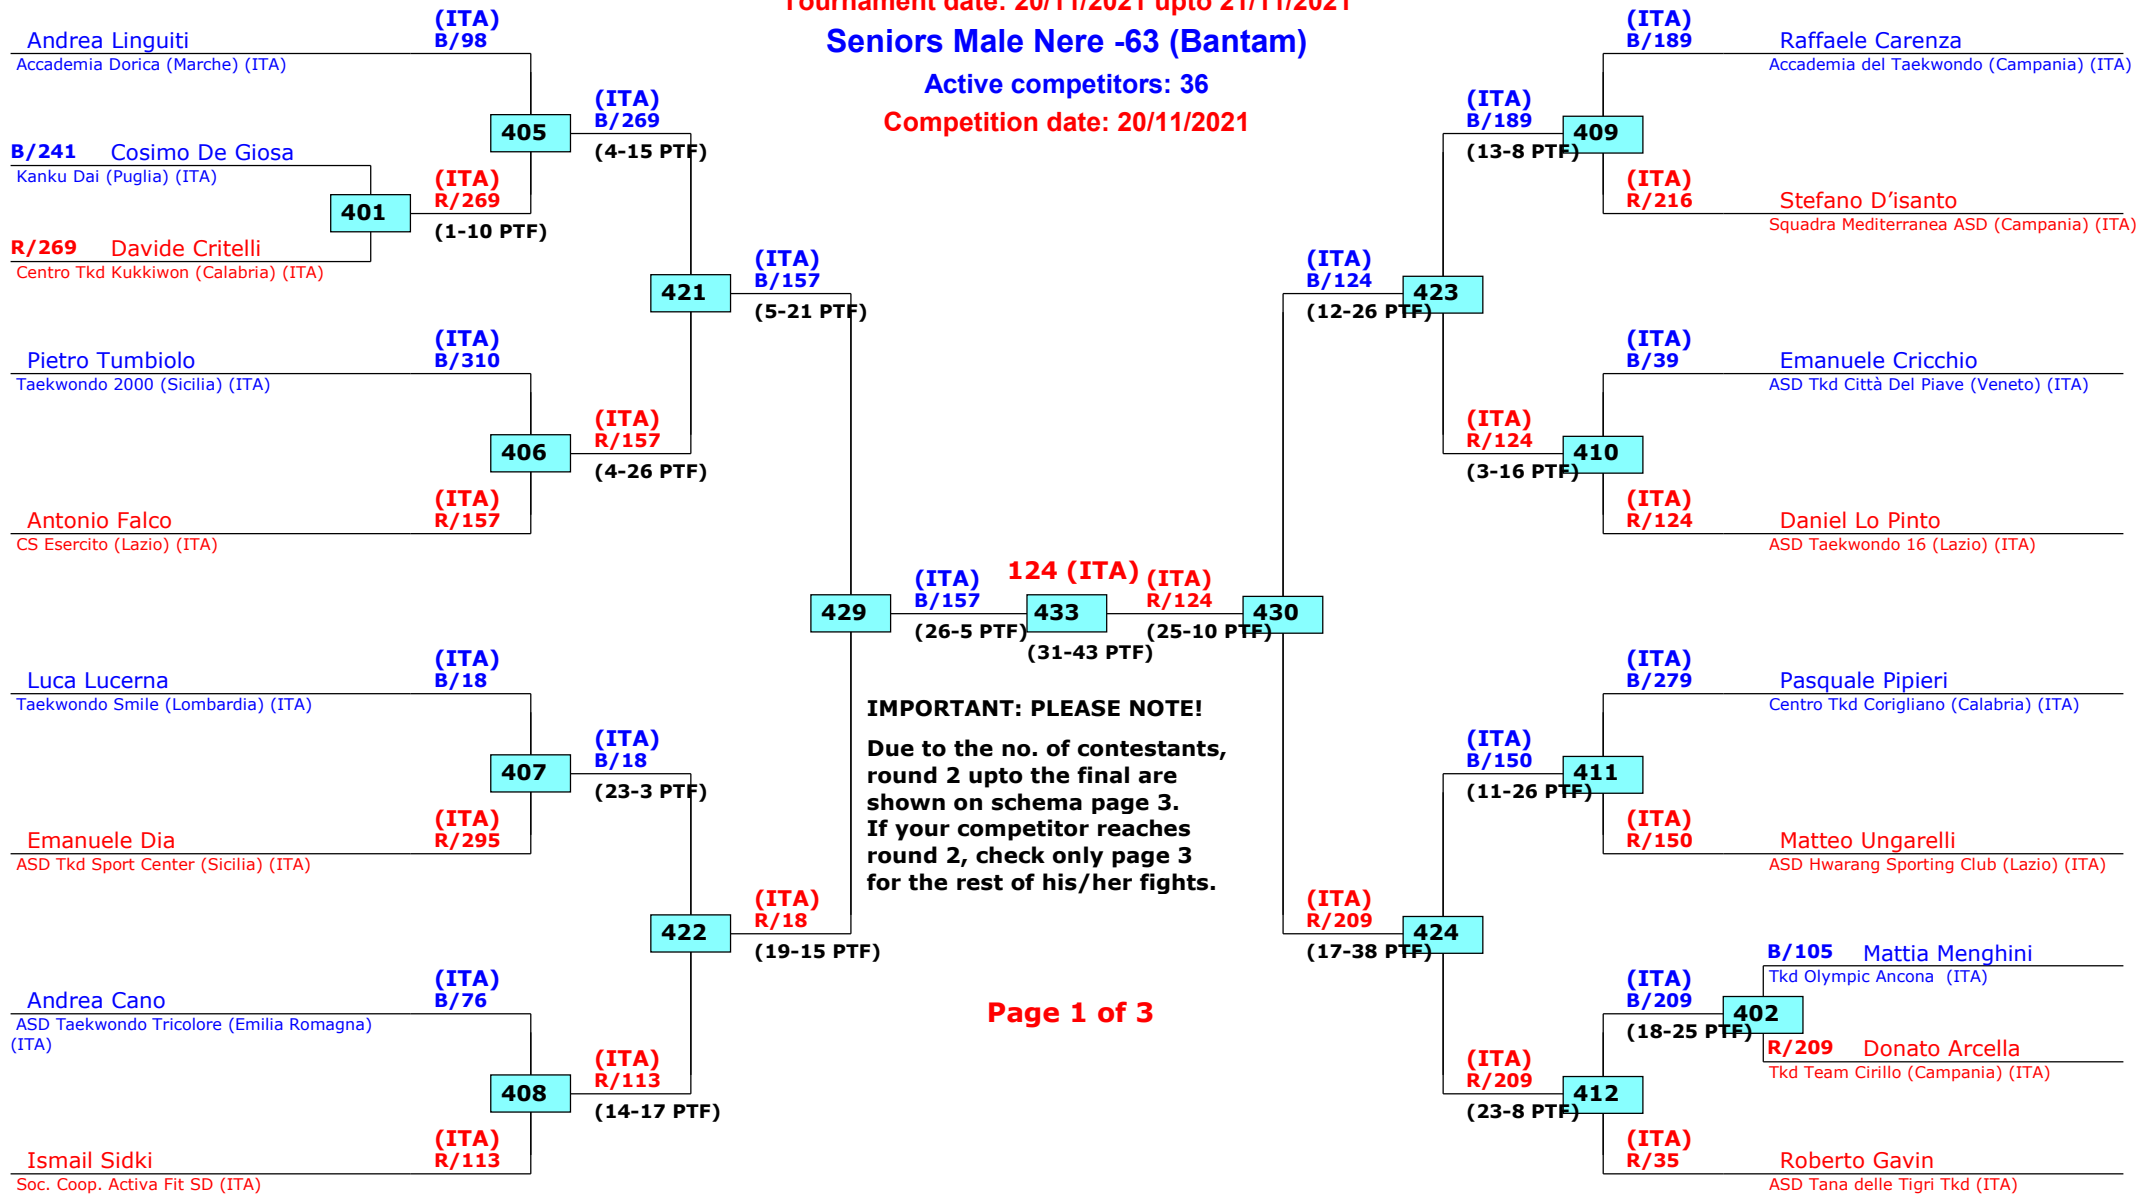 Tournament date: 20/11/2021 upto 21/11/2021
Seniors Male Nere -63 (Bantam)
Active competitors: 36
Competition date: 20/11/2021
Andrea Linguiti
Accademia Dorica (Marche) (ITA)
(ITA)
B/98
B/241 Cosimo De Giosa
Kanku Dai (Puglia) (ITA)
401
R/269 Davide Critelli
Centro Tkd Kukkiwon (Calabria) (ITA)
(ITA)
R/269
(1-10 PTF)
405
(ITA)
B/269
(4-15 PTF)
Pietro Tumbiolo
Taekwondo 2000 (Sicilia) (ITA)
(ITA)
B/310
406
Antonio Falco
CS Esercito (Lazio) (ITA)
(ITA)
R/157
(ITA)
R/157
(4-26 PTF)
421
(ITA)
B/157
(5-21 PTF)
Luca Lucerna
Taekwondo Smile (Lombardia) (ITA)
(ITA)
B/18
407
Emanuele Dia
ASD Tkd Sport Center (Sicilia) (ITA)
(ITA)
R/295
(ITA)
B/18
(23-3 PTF)
Andrea Cano
ASD Taekwondo Tricolore (Emilia Romagna)
(ITA)
(ITA)
B/76
408
Ismail Sidki
Soc. Coop. Activa Fit SD (ITA)
(ITA)
R/113
(ITA)
R/113
(14-17 PTF)
422
(ITA)
R/18
(19-15 PTF)
429
(ITA)
B/157
(26-5 PTF)
124 (ITA)
433
(31-43 PTF)
(ITA)
R/124
(25-10 PTF)
430
IMPORTANT: PLEASE NOTE!
Due to the no. of contestants,
round 2 upto the final are
shown on schema page 3.
If your competitor reaches
round 2, check only page 3
for the rest of his/her fights.
Page 1 of 3
(ITA)
B/124
(12-26 PTF)
423
(ITA)
B/189
(13-8 PTF)
409
(ITA)
B/189
Raffaele Carenza
Accademia del Taekwondo (Campania) (ITA)
(ITA)
R/216
Stefano D’isanto
Squadra Mediterranea ASD (Campania) (ITA)
(ITA)
R/124
(3-16 PTF)
410
(ITA)
B/39
Emanuele Cricchio
ASD Tkd Città Del Piave (Veneto) (ITA)
(ITA)
R/124
Daniel Lo Pinto
ASD Taekwondo 16 (Lazio) (ITA)
(ITA)
R/209
(17-38 PTF)
424
(ITA)
B/150
(11-26 PTF)
411
(ITA)
B/279
Pasquale Pipieri
Centro Tkd Corigliano (Calabria) (ITA)
(ITA)
R/150
Matteo Ungarelli
ASD Hwarang Sporting Club (Lazio) (ITA)
(ITA)
R/209
(23-8 PTF)
412
(ITA)
B/209
(18-25 PTF)
402
B/105 Mattia Menghini
Tkd Olympic Ancona (ITA)
R/209 Donato Arcella
Tkd Team Cirillo (Campania) (ITA)
(ITA)
R/35
Roberto Gavin
ASD Tana delle Tigri Tkd (ITA)